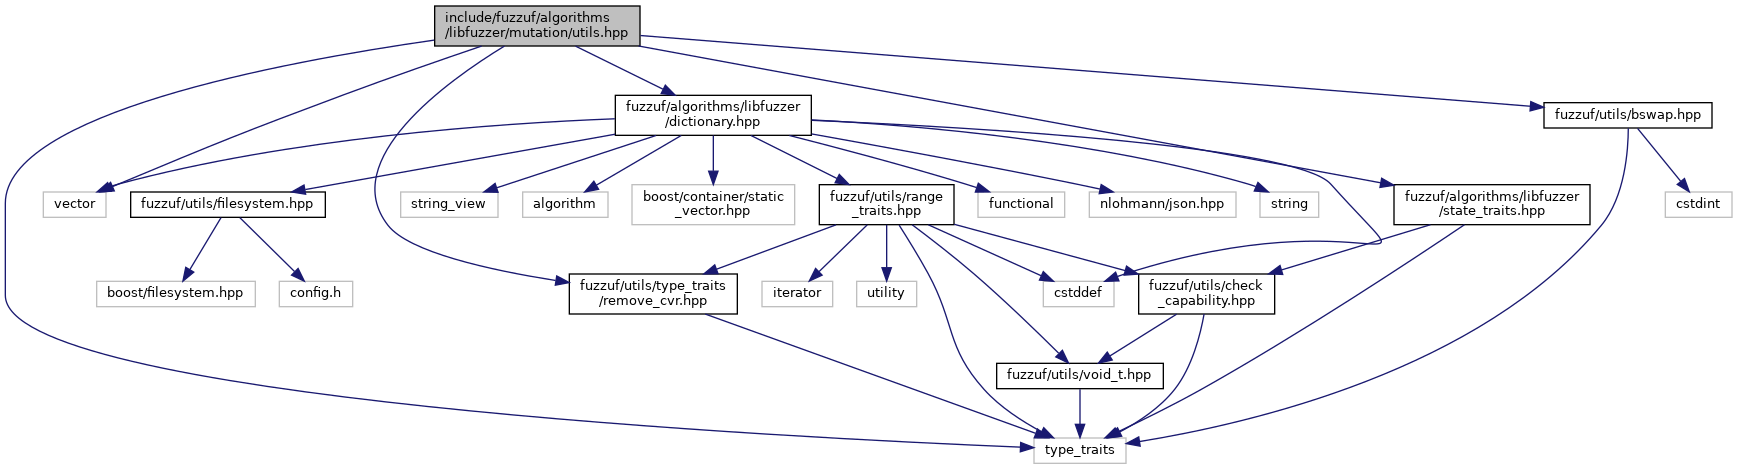 include/fuzzuf/algorithms
/libfuzzer/mutation/utils.hpp
fuzzuf/algorithms/libfuzzer
/dictionary.hpp
fuzzuf/utils/bswap.hpp
vector
fuzzuf/utils/filesystem.hpp
string_view
algorithm
boost/container/static
_vector.hpp
fuzzuf/utils/range
_traits.hpp
functional
nlohmann/json.hpp
string
fuzzuf/algorithms/libfuzzer
/state_traits.hpp
cstdint
boost/filesystem.hpp
config.h
fuzzuf/utils/type_traits
/remove_cvr.hpp
iterator
utility
cstddef
fuzzuf/utils/check
_capability.hpp
fuzzuf/utils/void_t.hpp
type_traits